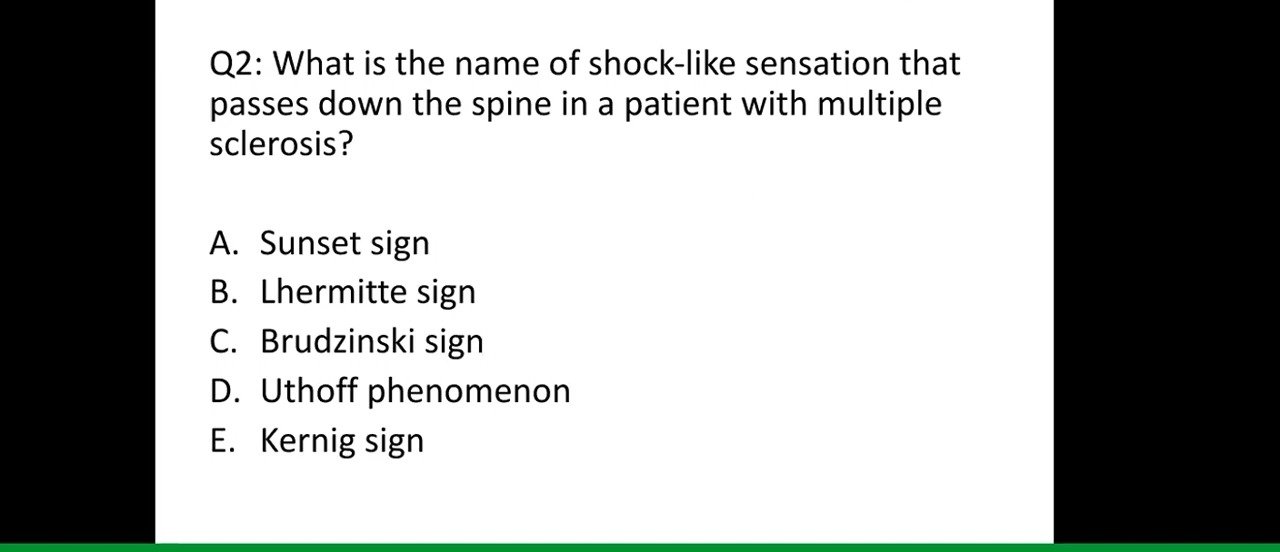 Q2: What is the name of shock-like sensation that
passes down the spine in a patient with multiple
sclerosis?
A. Sunset sign
B. Lhermitte sign
C. Brudzinski sign
D. Uthoff phenomenon
E. Kernig sign